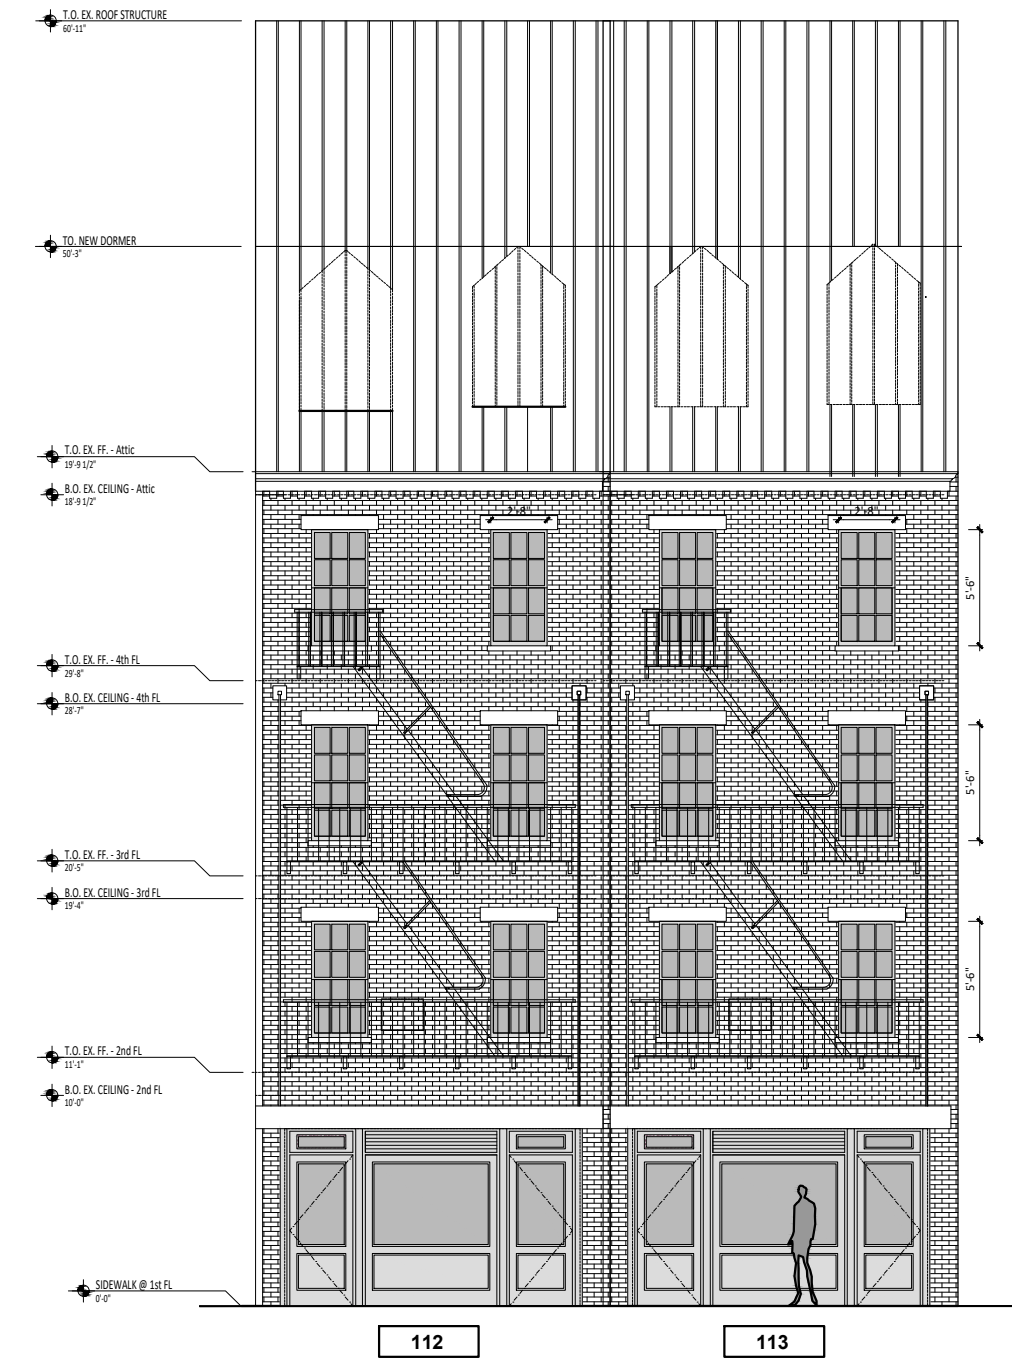 T.O. EX. ROOF STRUCTURE
60'-11"
TO. NEW DORMER
50'-3"
T.O. EX. FF. - Attic
19'-9 1/2"
B.O. EX. CEILING - Attic
18'-9 1/2"
2'-8"
2'-8"
5'-6"
T.O. EX. FF. - 4th FL
29'-8"
B.O. EX. CEILING - 4th FL
28'-7"
5'-6"
T.O. EX. FF. - 3rd FL
20'-5"
B.O. EX. CEILING - 3rd FL
19'-4"
5'-6"
T.O. EX. FF. - 2nd FL
11'-1"
B.O. EX. CEILING - 2nd FL
10'-0"
SIDEWALK @ 1st FL
0'-0"
112
113